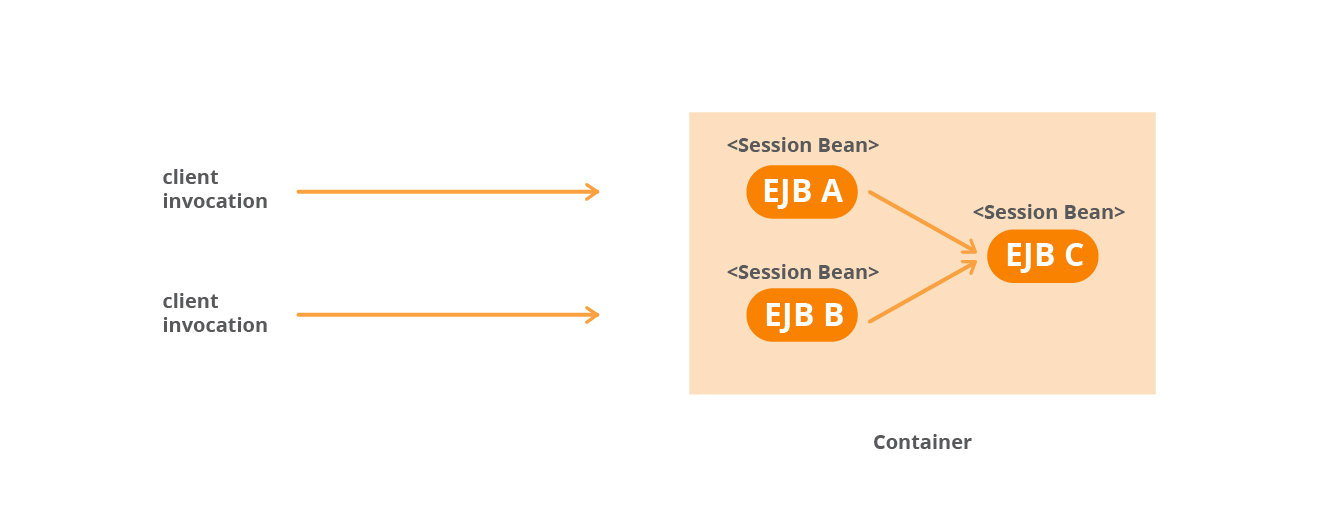 <Session Bean>
client
invocation
EJB A
<Session Bean>
EJB C
<Session Bean>
client
invocation
EJB B
Container